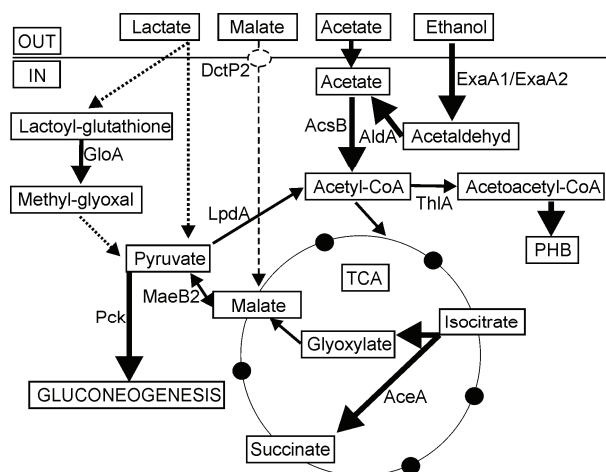 OUT
Lactate
Malate
Acetate
Ethanol
IN
DctP2
Acetate
ExaA1/ExaA2
Lactoyl-glutathione
AcsB
AldA
Acetaldehyd
GloA
Methyl-glyoxal
Acetyl-CoA
Acetoacetyl-CoA
LpdA
ThlA
Pyruvate
PHB
TCA
MaeB2
Malate
Pck
Isocitrate
Glyoxylate
GLUCONEOGENESIS
AceA
Succinate